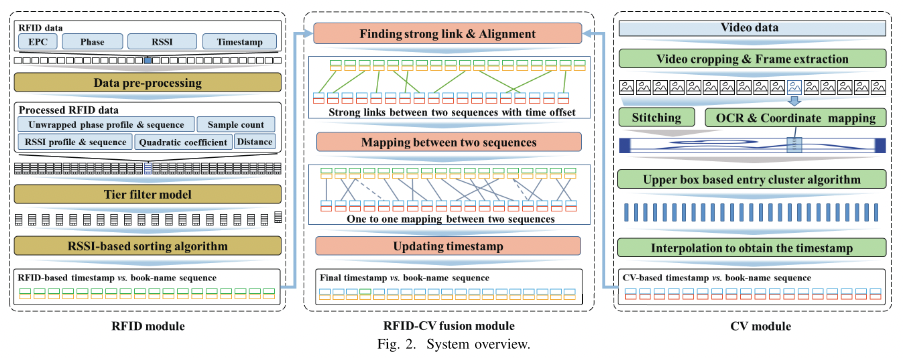 RFID data
EPC
Phase
RSSI
Timestamp
Data pre-processing
Processed RFID data
Unwrapped phase profile & sequence
Sample count
RSSI profile & sequence
Quadratic coefficient
Distance
Tier filter model
RSSI-based sorting algorithm
RFID-based timestamp vs. book-name sequence
RFID module
Finding strong link & Alignment
Strong links between two sequences with time offset
Mapping between two sequences
One to one mapping between two sequences
Updating timestamp
Final timestamp vs. book-name sequence
RFID-CV fusion module
Video data
Video cropping & Frame extraction
Stitching
OCR & Coordinate mapping
Upper box based entry cluster algorithm
Interpolation to obtain the timestamp
CV-based timestamp vs. book-name sequence
CV module
Fig. 2. System overview.